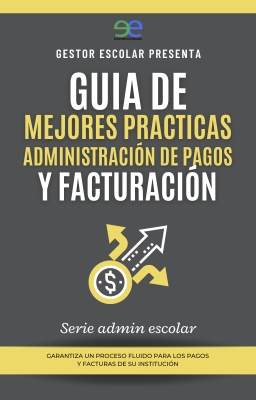 GESTOR ESCOLAR PRESENTA
GUIA DE
MEJORES PRACTICAS
ADMINISTRACIÓN DE PAGOS
Y FACTURACIÓN
$
Serie admin escolar
GARANTIZA UN PROCESO FLUIDO PARA LOS PAGOS
Y FACTURAS DE SU INSTITUCIÓN